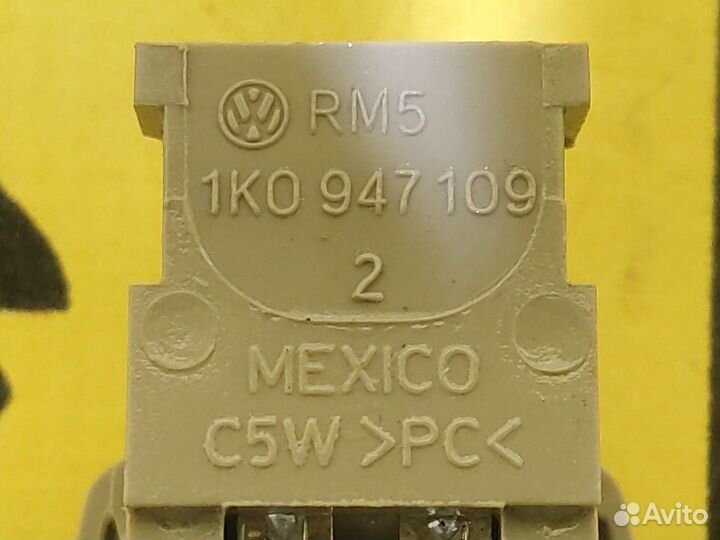 RM5
1K0 947 109
2
MEXICO
C5W >PC<
Avito